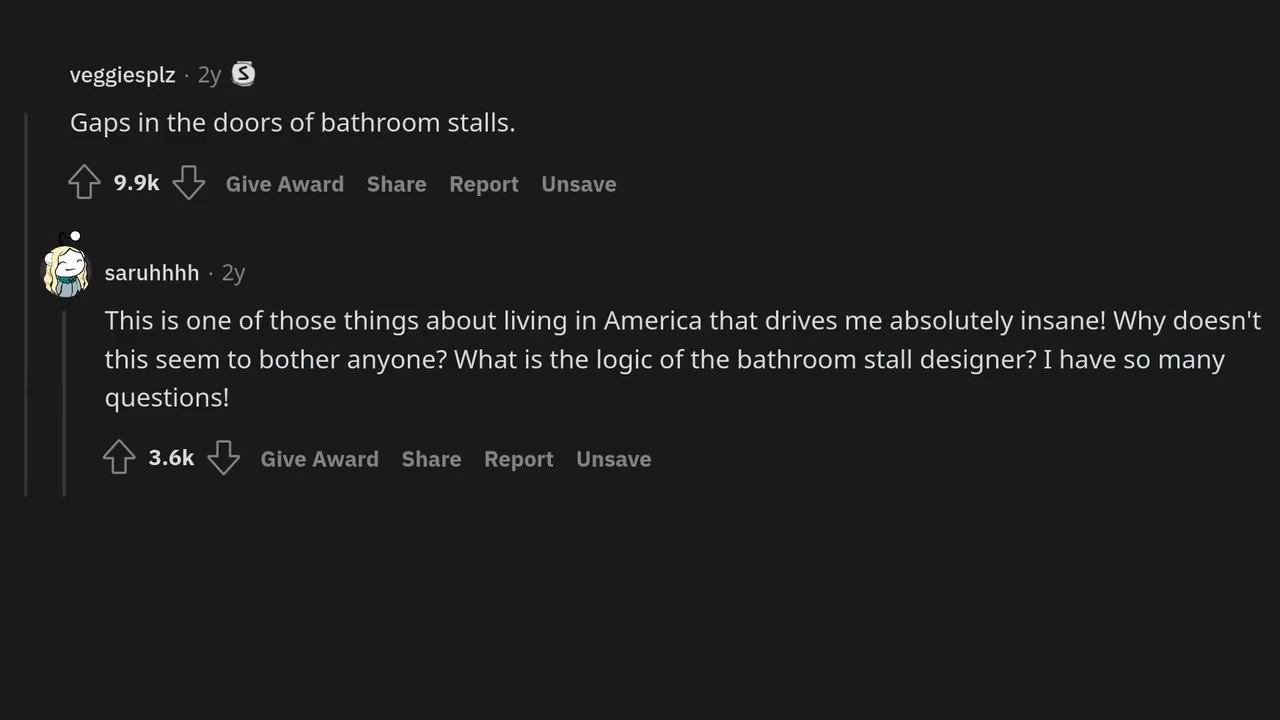 veggiesplz · 2y S
Gaps in the doors of bathroom stalls.
9.9k Give Award Share Report Unsave
saruhhhh · 2y
This is one of those things about living in America that drives me absolutely insane! Why doesn't
this seem to bother anyone? What is the logic of the bathroom stall designer? I have so many
questions!
3.6k Give Award Share Report Unsave